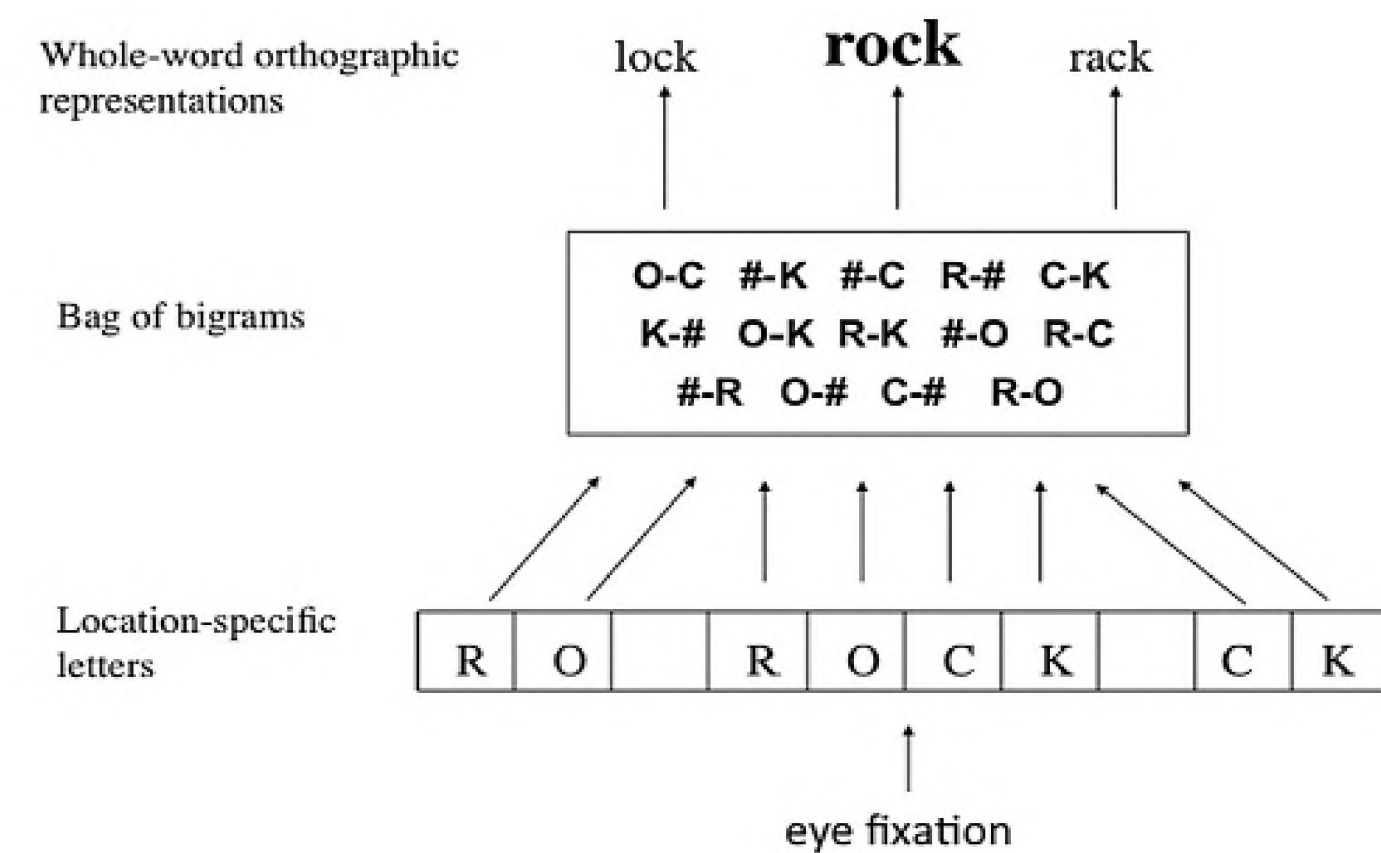 Whole-word orthographic representations
lock rock rack
Bag of bigrams
O-C #-K #-C R-# C-K
K-# O-K R-K #-O R-C
#-R O-# C-# R-O
Location-specific
letters
R O R O C K C K
eye fixation